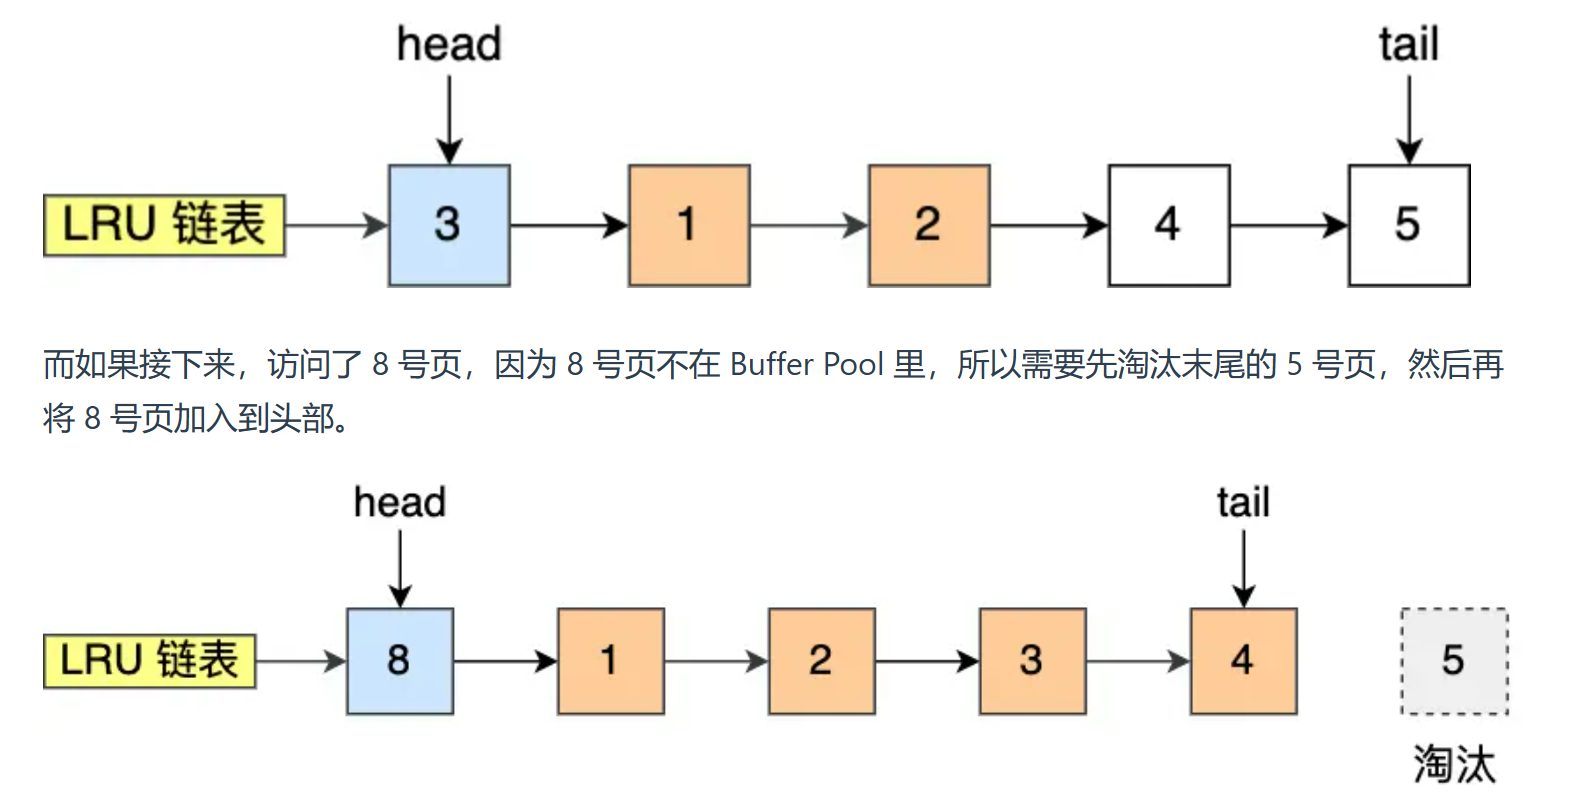 head tail
LRU 链表 3 1 2 4 5
而如果接下来，访问了 8 号页，因为 8 号页不在 Buffer Pool 里，所以需要先淘汰末尾的 5 号页，然后再
将 8 号页加入到头部。
head tail
LRU 链表 8 1 2 3 4 5
淘汰